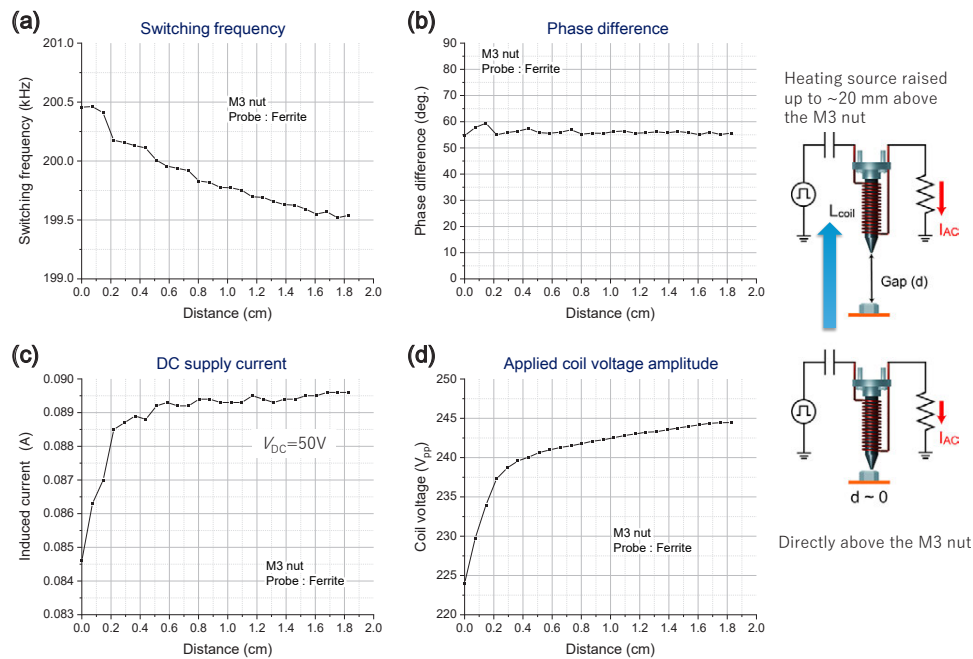 (a)
Switching frequency
201.0
200.5
200.0
199.5
199.0
Switching frequency (kHz)
M3 nut
Probe : Ferrite
0.0 0.2 0.4 0.6 0.8 1.0 1.2 1.4 1.6 1.8 2.0
Distance (cm)
(b)
Phase difference
90
80
70
60
50
40
30
20
10
0
Phase difference (deg.)
M3 nut
Probe : Ferrite
0.0 0.2 0.4 0.6 0.8 1.0 1.2 1.4 1.6 1.8 2.0
Distance (cm)
Heating source raised
up to ~20 mm above
the M3 nut
Lcoil
IAC
Gap (d)
(c)
DC supply current
0.090
0.089
0.088
0.087
0.086
0.085
0.084
0.083
Induced current (A)
VDC=50V
M3 nut
Probe : Ferrite
0.0 0.2 0.4 0.6 0.8 1.0 1.2 1.4 1.6 1.8 2.0
Distance (cm)
(d)
Applied coil voltage amplitude
250
245
240
235
230
225
220
Coil voltage (Vpp)
M3 nut
Probe : Ferrite
0.0 0.2 0.4 0.6 0.8 1.0 1.2 1.4 1.6 1.8 2.0
Distance (cm)
IAC
d ~ 0
Directly above the M3 nut